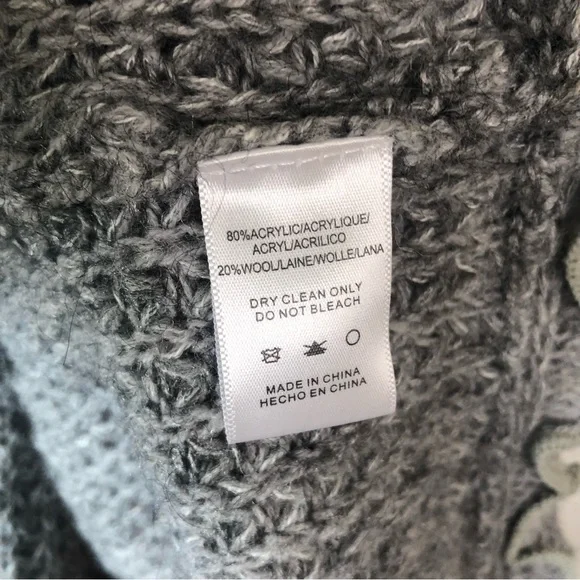 80%ACRYLIC/ACRYLIQUE/
ACRYL/ACRILICO
20%WOOL/LAINE/WOLLE/LANA
DRY CLEAN ONLY
DO NOT BLEACH
MADE IN CHINA
HECHO EN CHINA